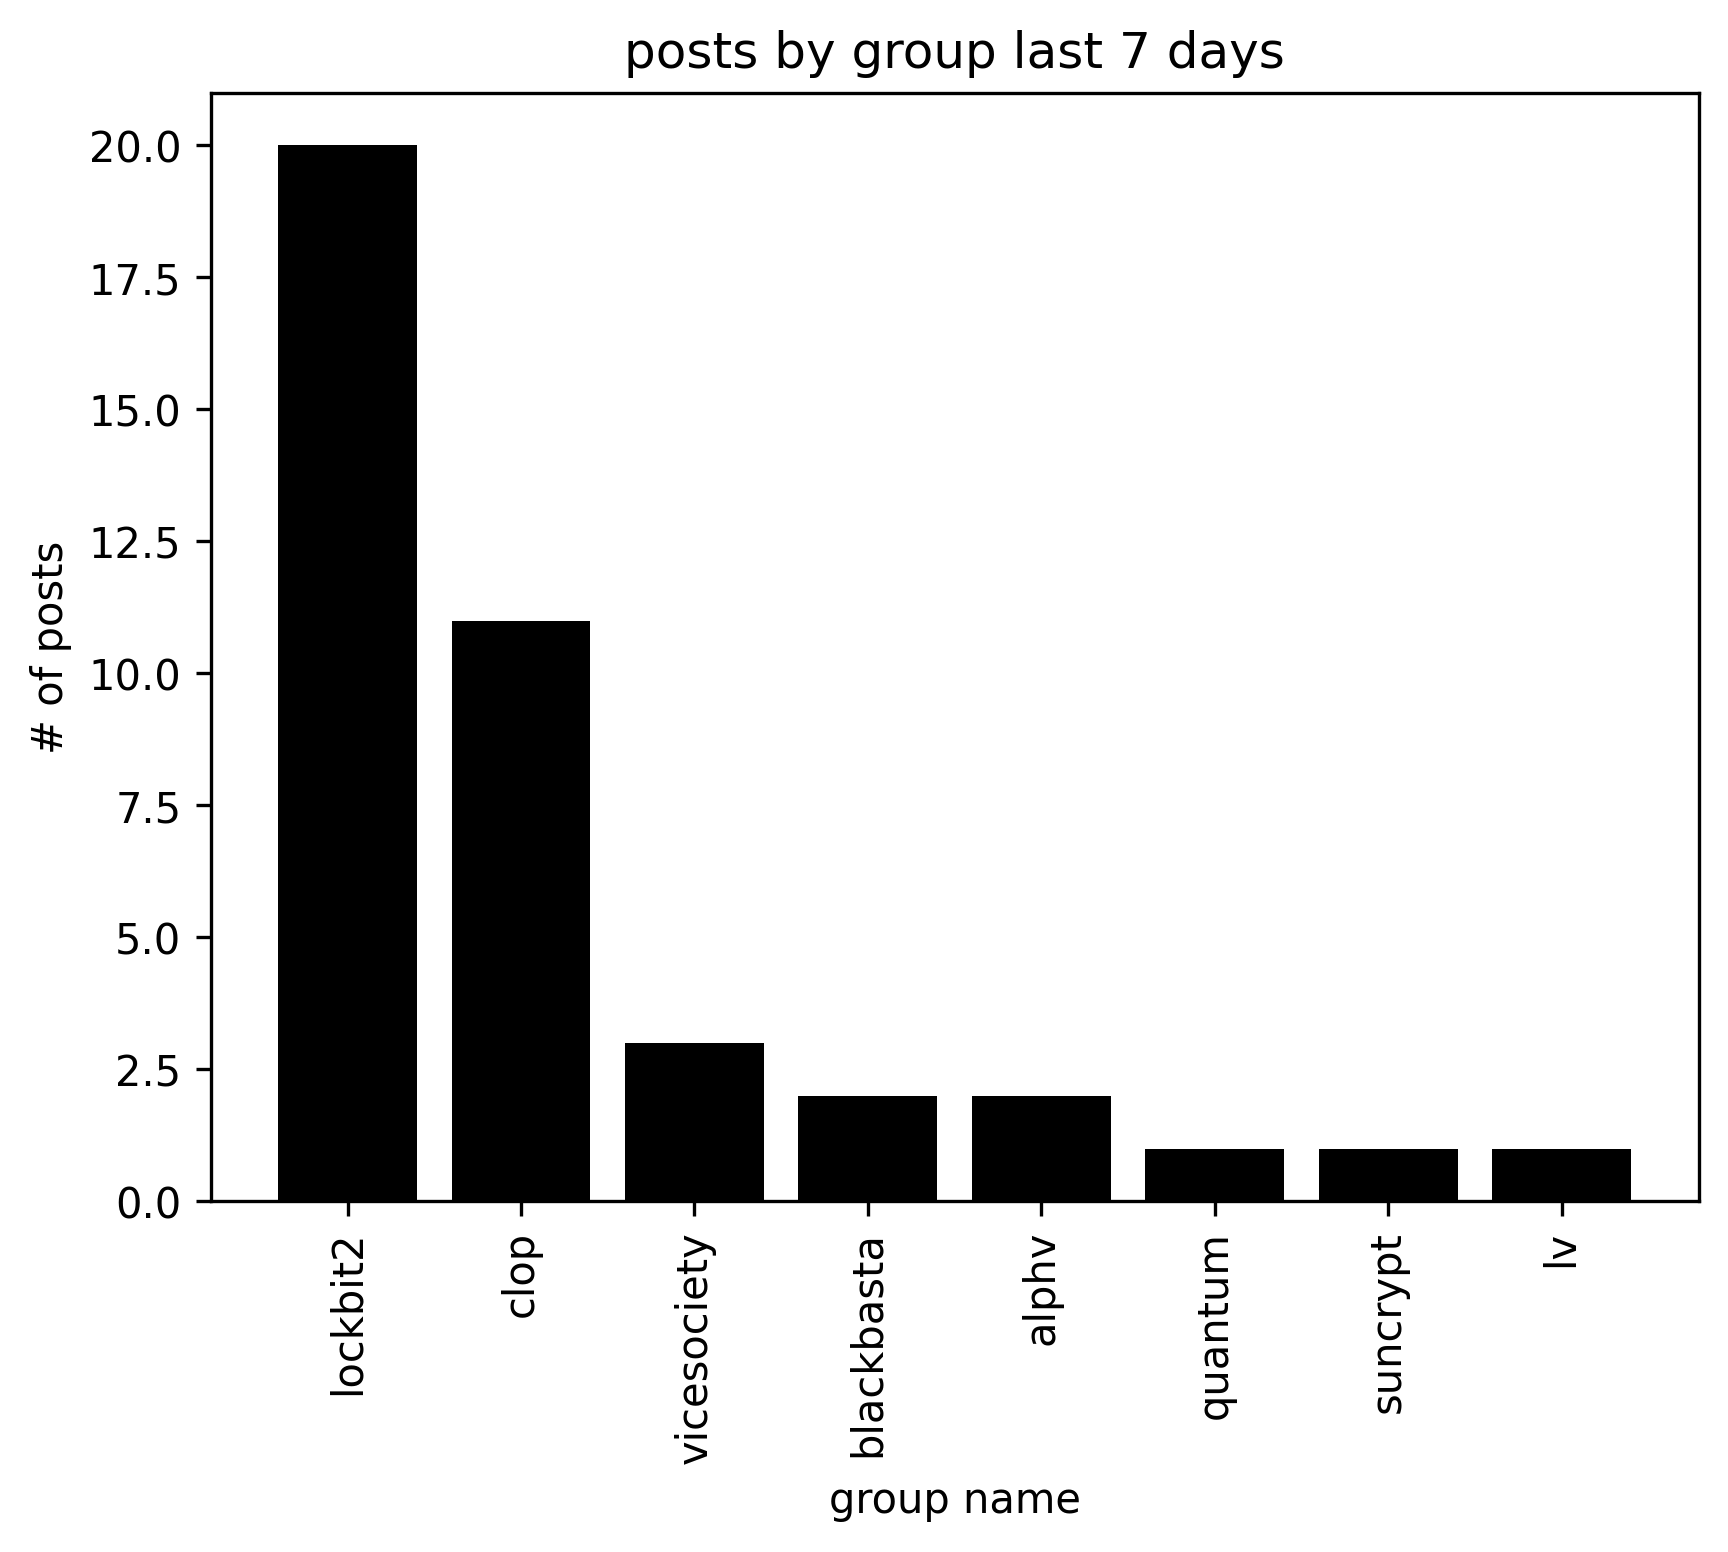 posts by group last 7 days
# of posts
20.0
17.5
15.0
12.5
10.0
7.5
5.0
2.5
0.0
lockbit2
clop
vicesociety
blackbasta
alphv
quantum
suncrypt
lv
group name